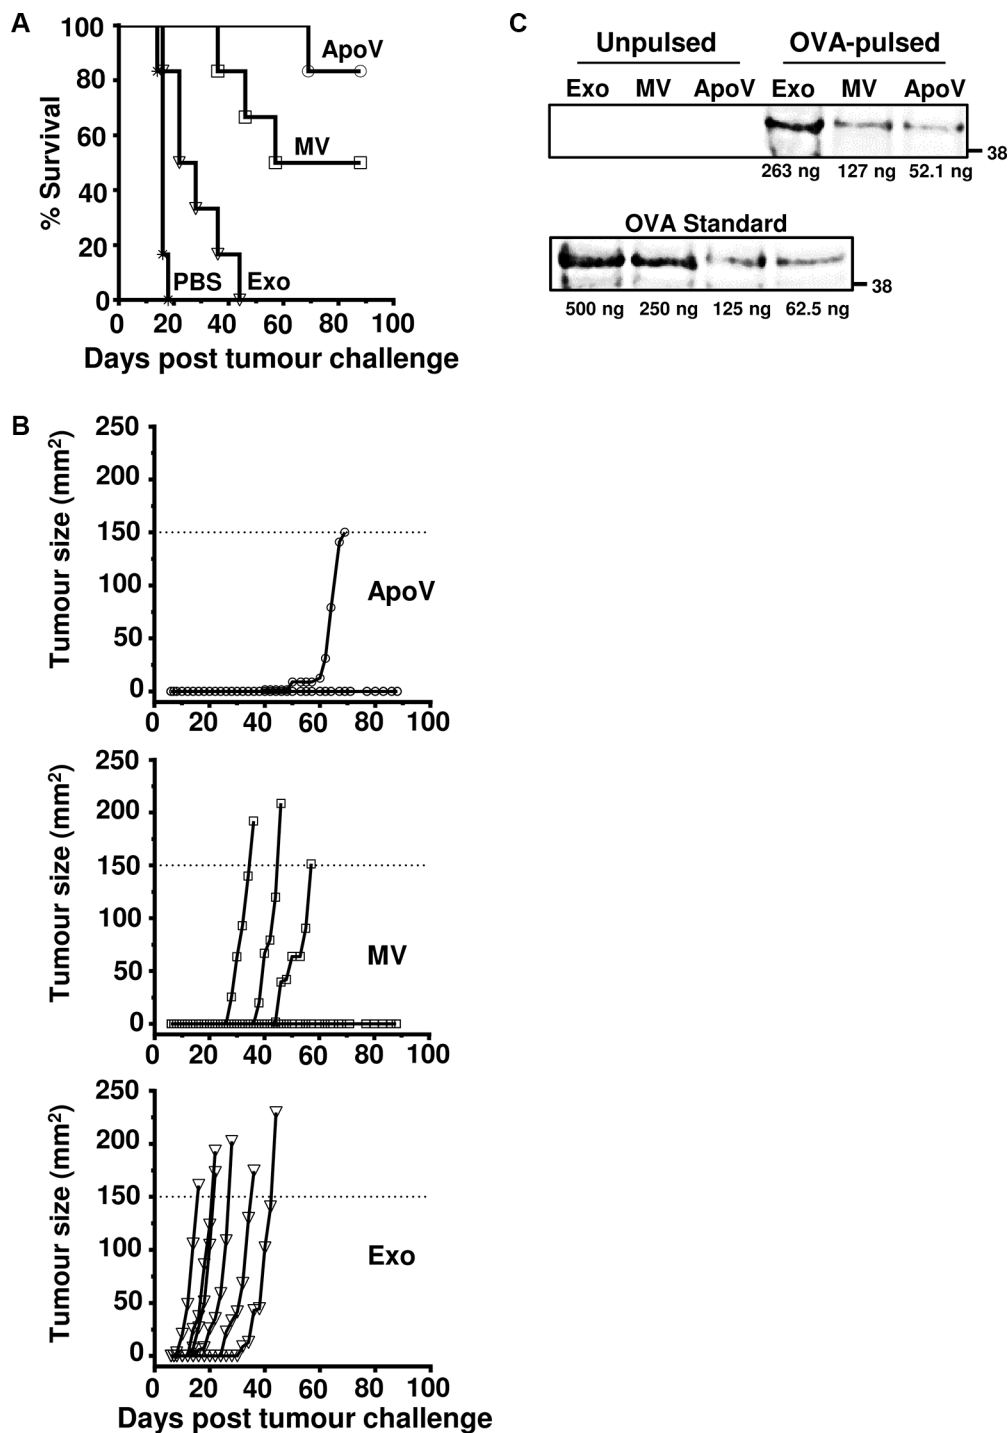 A
% Survival
100
80
60
40
20
0
ApoV
MV
PBS
Exo
0 20 40 60 80 100
Days post tumour challenge
C
Unpulsed OVA-pulsed
Exo MV ApoV Exo MV ApoV
38
263 ng 127 ng 52.1 ng
OVA Standard
38
500 ng 250 ng 125 ng 62.5 ng
B
Tumour size (mm²)
250
200
150
100
50
0
ApoV
0 20 40 60 80 100
Tumour size (mm²)
250
200
150
100
50
0
MV
0 20 40 60 80 100
Tumour size (mm²)
250
200
150
100
50
0
Exo
0 20 40 60 80 100
Days post tumour challenge